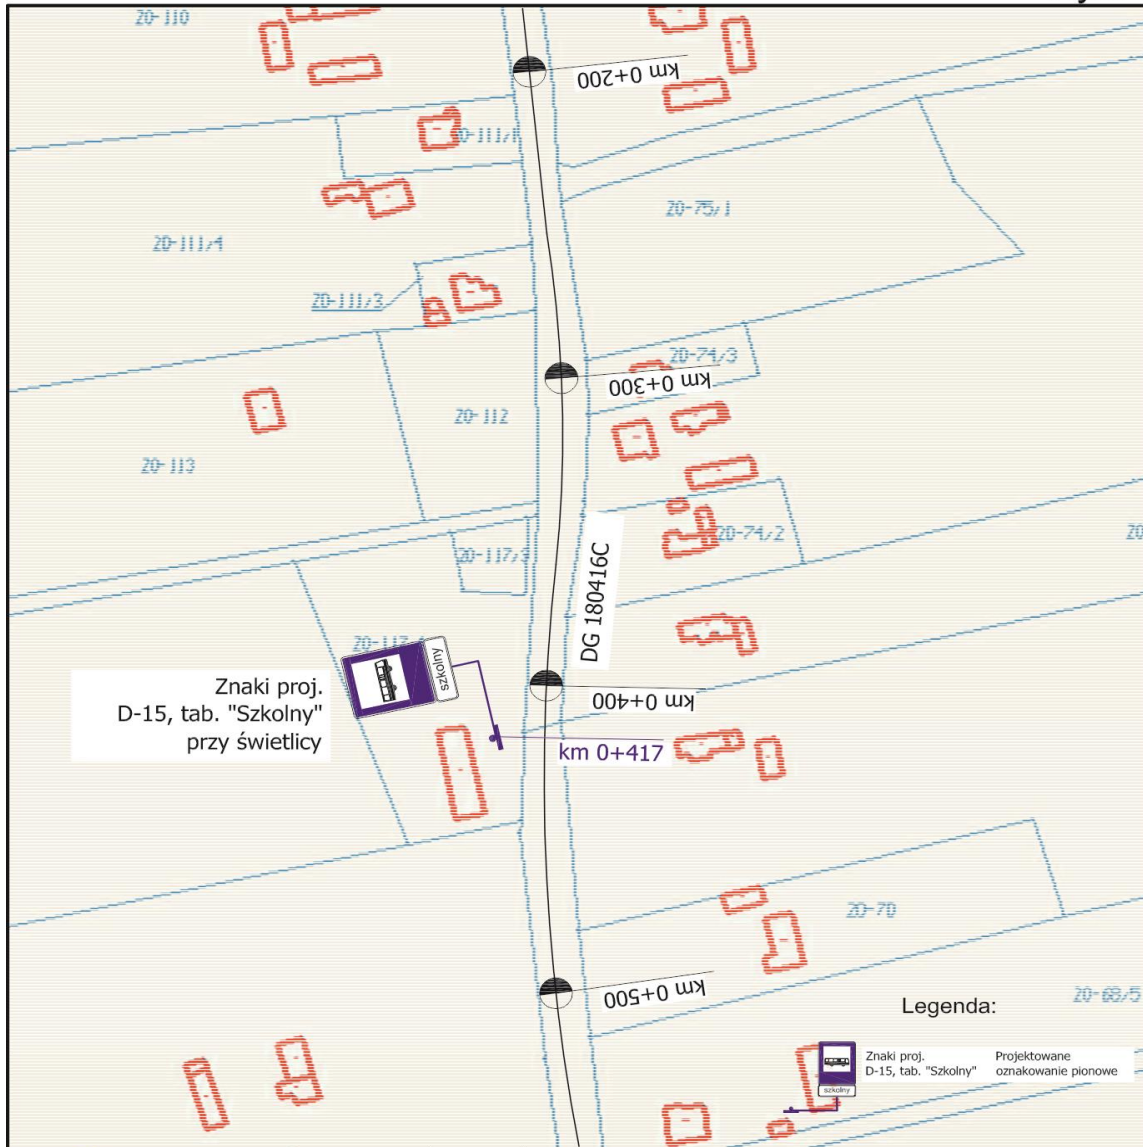 20-110
km 0+200
20-111/1
20-75/1
20-111/4
20-111/3
20-74/3
km 0+300
20-112
20-113
20-74/2
20-117/3
DG 180416C
szkolny
Znaki proj.
D-15, tab. "Szkolny"
przy świetlicy
km 0+400
km 0+417
20-70
km 0+500
20-68/5
Legenda:
szkolny
Znaki proj.
D-15, tab. "Szkolny"
Projektowane
oznakowanie pionowe